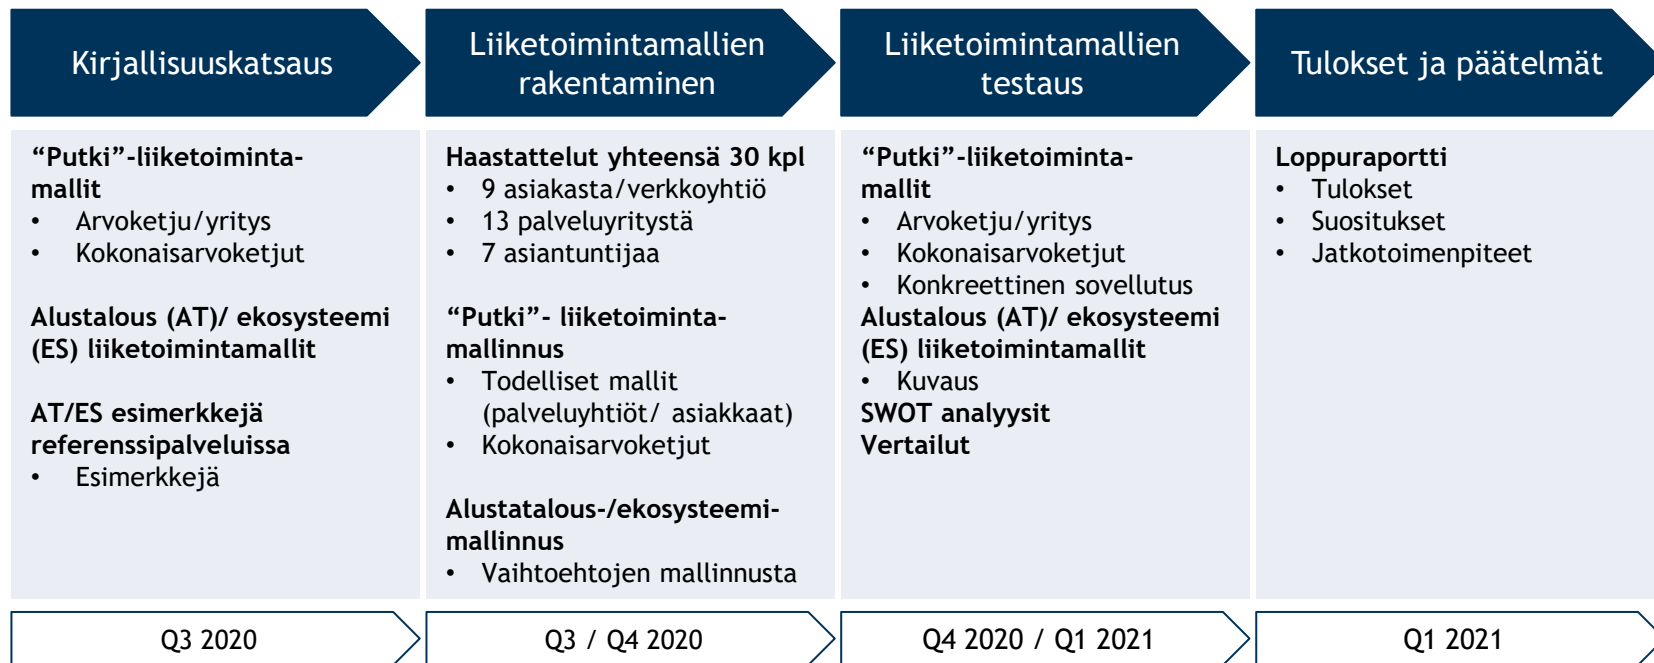 Kirjallisuuskatsaus
Liiketoimintamallien
rakentaminen
Liiketoimintamallien
testaus
Tulokset ja päätelmät
“Putki”-liiketoiminta-
mallit
• Arvoketju/yritys
• Kokonaisarvoketjut
Alustalous (AT)/ ekosysteemi
(ES) liiketoimintamallit
AT/ES esimerkkejä
referenssipalveluissa
• Esimerkkejä
Haastattelut yhteensä 30 kpl
• 9 asiakasta/verkkoyhtiö
• 13 palveluyritystä
• 7 asiantuntijaa
“Putki”- liiketoiminta-
mallinnus
• Todelliset mallit
(palveluyhtiöt/ asiakkaat)
• Kokonaisarvoketjut
Alustatalous-/ekosysteemi-
mallinnus
• Vaihtoehtojen mallinnusta
“Putki”-liiketoiminta-
mallit
• Arvoketju/yritys
• Kokonaisarvoketjut
• Konkreettinen sovellutus
Alustalous (AT)/ ekosysteemi
(ES) liiketoimintamallit
• Kuvaus
SWOT analyysit
Vertailut
Loppuraportti
• Tulokset
• Suositukset
• Jatkotoimenpiteet
Q3 2020
Q3 / Q4 2020
Q4 2020 / Q1 2021
Q1 2021